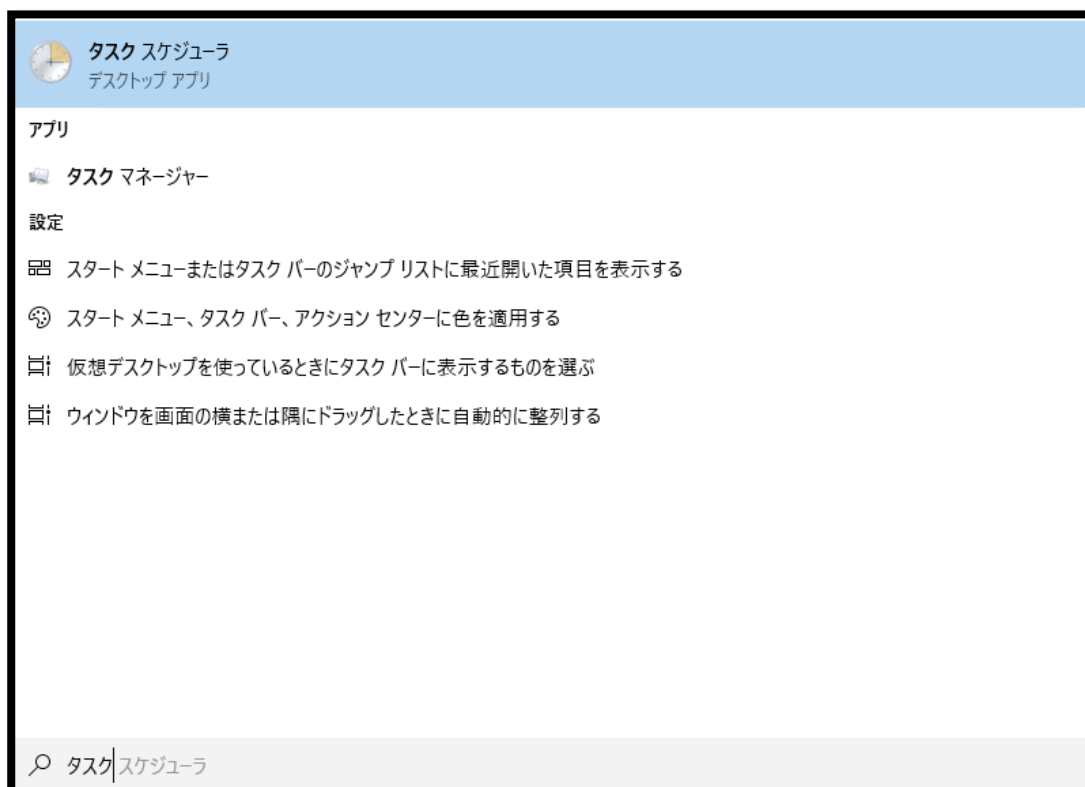 タスク スケジューラ
デスクトップ アプリ
アプリ
タスク マネージャー
設定
スタート メニューまたはタスク バーのジャンプ リストに最近開いた項目を表示する
スタート メニュー、タスク バー、アクション センターに色を適用する
仮想デスクトップを使っているときにタスク バーに表示するものを選ぶ
ウィンドウを画面の横または隅にドラッグしたときに自動的に整列する
タスク スケジューラ